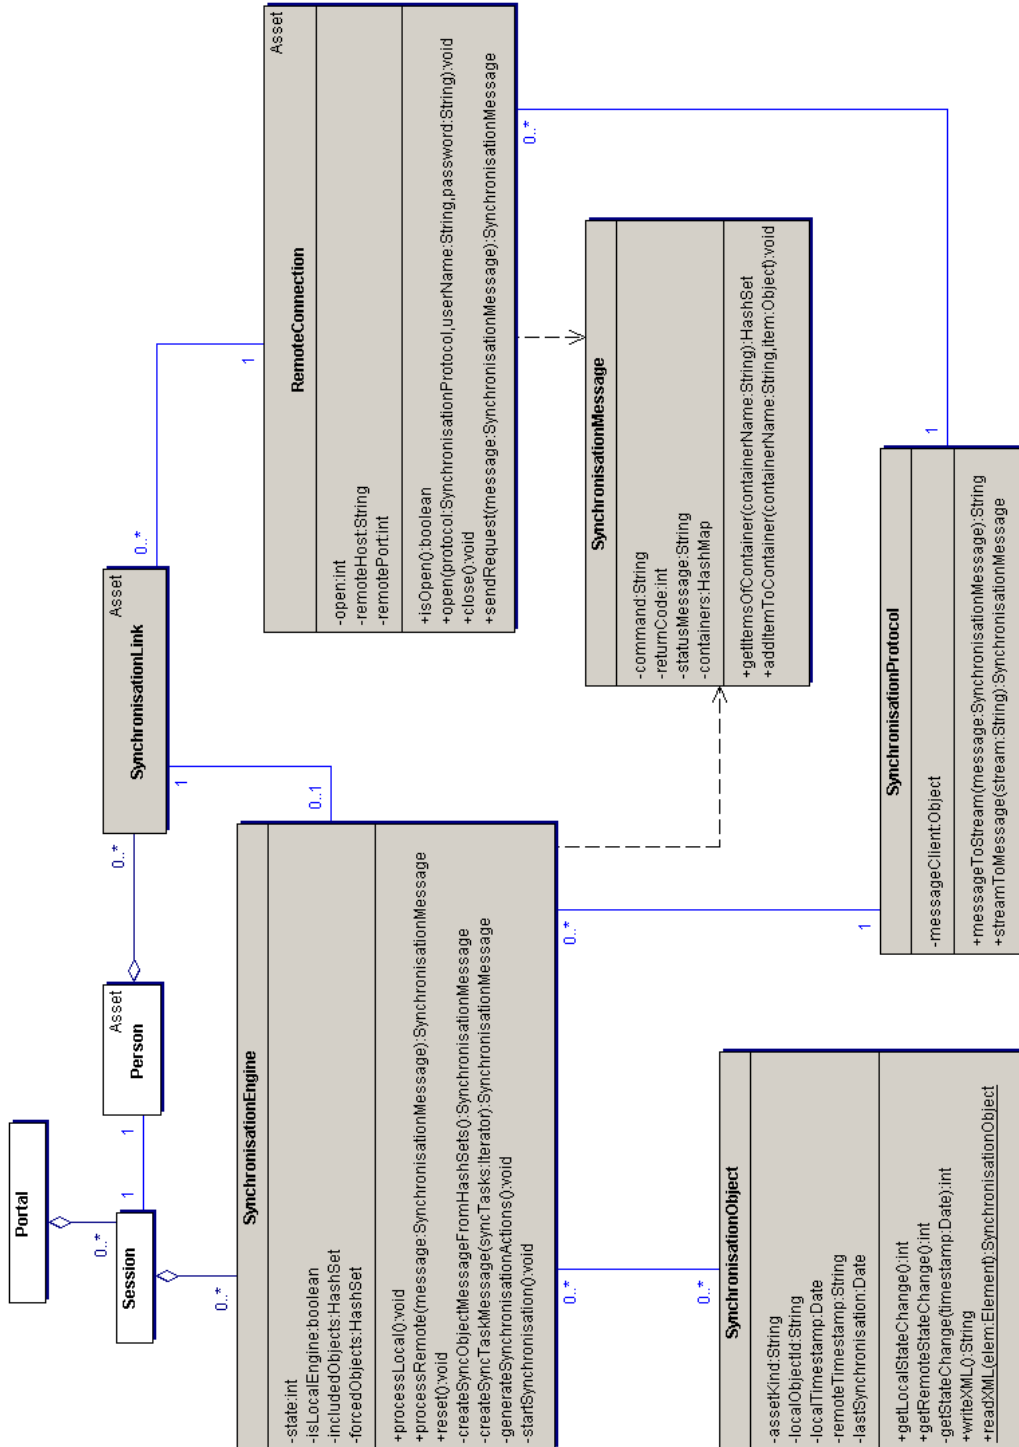 Portal
0..*
Session
1
1
Asset
Person
0..*
0..*
Asset
SynchronisationLink
0..*
1
1
0..1
SynchronisationEngine
-state:int
-isLocalEngine:boolean
-includedObjects:HashSet
-forcedObjects:HashSet
+processLocal():void
+processRemote(message:SynchronisationMessage):SynchronisationMessage
+reset():void
-createSyncObjectMessageFromHashSets():SynchronisationMessage
-createSyncTaskMessage(syncTasks:Iterator):SynchronisationMessage
-generateSynchronisationActions():void
-startSynchronisation():void
Asset
RemoteConnection
-open:int
-remoteHost:String
-remotePort:int
+isOpen():boolean
+open(protocol:SynchronisationProtocol,userName:String,password:String):void
+close():void
+sendRequest(message:SynchronisationMessage):SynchronisationMessage
0..*
1
SynchronisationMessage
-command:String
-returnCode:int
-statusMessage:String
-containers:HashMap
+getItemsOfContainer(containerName:String):HashSet
+addItemToContainer(containerName:String,item:Object):void
0..*
0..*
0..*
1
SynchronisationObject
-assetKind:String
-localObjectId:String
-localTimestamp:Date
-remoteTimestamp:String
-lastSynchronisation:Date
+getLocalStateChange():int
+getRemoteStateChange():int
-getStateChange(timestamp:Date):int
+writeXML():String
+readXML(elem:Element):SynchronisationObject
SynchronisationProtocol
-messageClient:Object
+messageToStream(message:SynchronisationMessage):String
+streamToMessage(stream:String):SynchronisationMessage